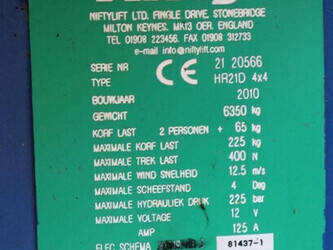 NIFTYLIFT LTD, FINGLE DRIVE, STONEBRIDGE
MILTON KEYNES, MK13 OER, ENGLAND
TEL 01908 223456, FAX 01908 312733
e-mail info@niftylift.com
SERIE NR CE 21 20566
TYPE HR21D 4x4
BOUWJAAR 2010
GEWICHT 6350 kg
KORF LAST 2 PERSONEN + 65 kg
MAXIMALE KORF LAST 225 kg
MAXIMALE TREK LAST 400 N
MAXIMALE WIND SNELHEID 12.5 m/s
MAXIMALE SCHEEFSTAND 4 Deg
MAXIMALE HYDRAULIEK DRUK 225 bar
MAXIMALE VOLTAGE 12 V
AMP 125 A
ELEC SCHEMA 81437-1